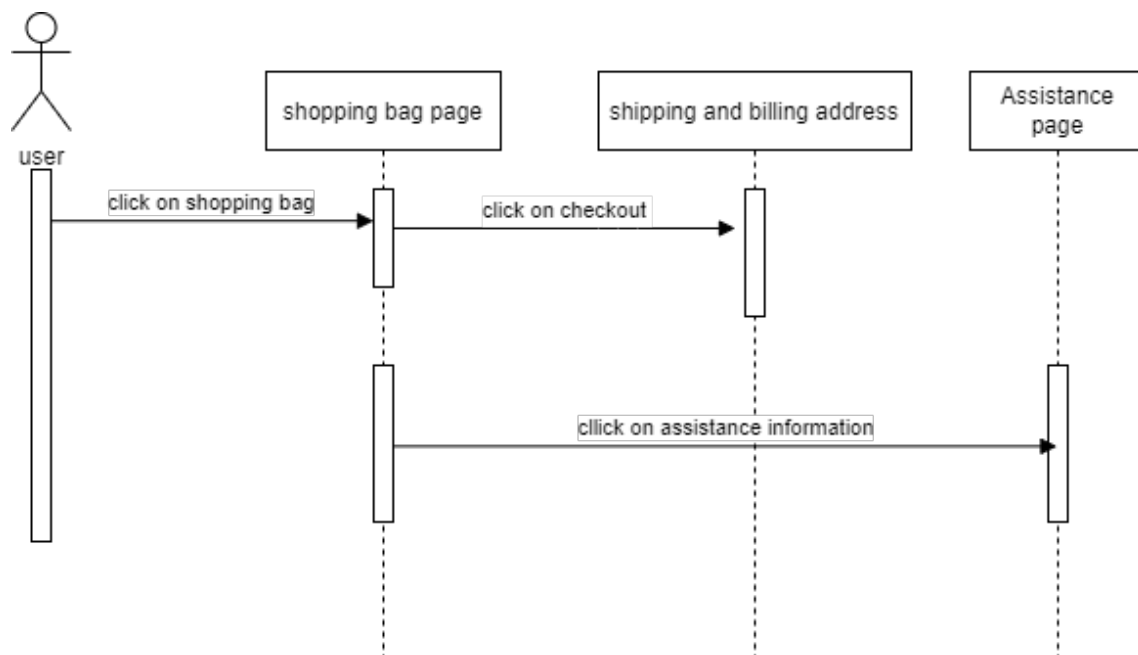 user
shopping bag page
shipping and billing address
Assistance
page
click on shopping bag
click on checkout
cllick on assistance information